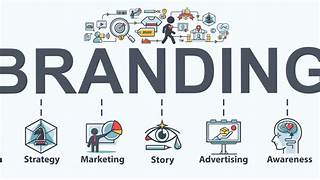 BRANDING
Strategy
Marketing
Story
Advertising
Awareness